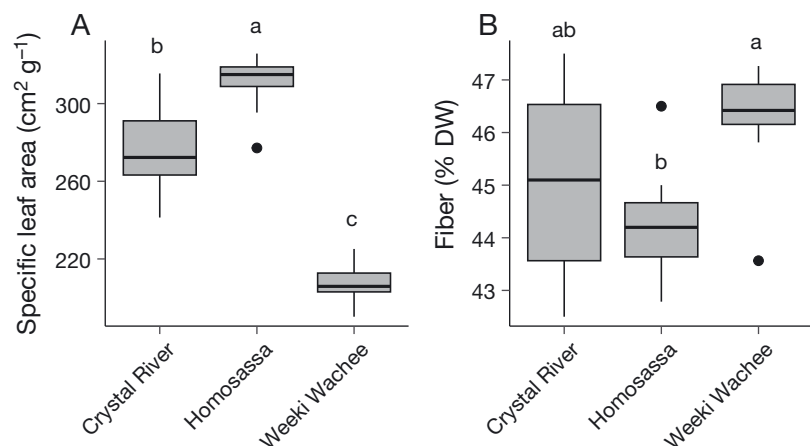 A
Specific leaf area (cm² g⁻¹)
300
260
220
b
a
c
Crystal River
Homosassa
Weeki Wachee
B
Fiber (% DW)
47
46
45
44
43
ab
b
a
Crystal River
Homosassa
Weeki Wachee